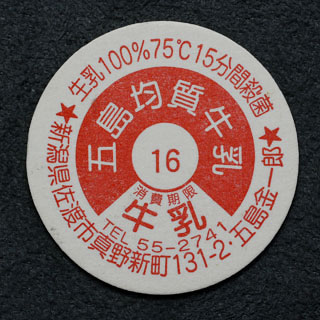 生乳100%75℃15分間殺菌
五島均質牛乳
16
消費期限
牛乳
TEL 55-2741
★新潟県佐渡市真野新町131-2・五島金一郎★